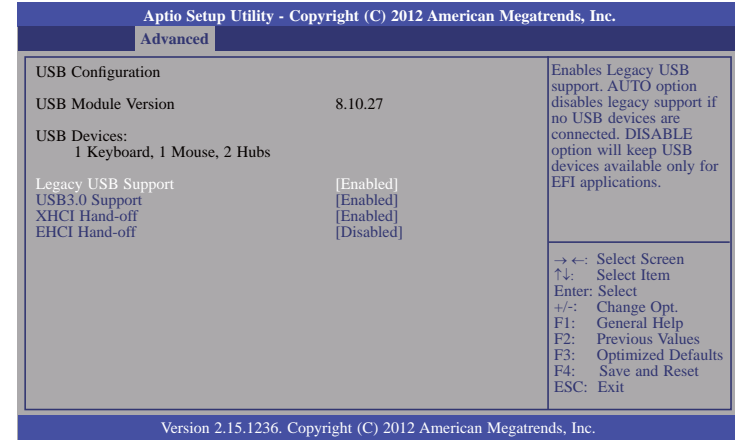 Aptio Setup Utility - Copyright (C) 2012 American Megatrends, Inc.
Advanced
USB Configuration
USB Module Version 8.10.27
USB Devices:
1 Keyboard, 1 Mouse, 2 Hubs
Legacy USB Support [Enabled]
USB3.0 Support [Enabled]
XHCI Hand-off [Enabled]
EHCI Hand-off [Disabled]
Enables Legacy USB
support. AUTO option
disables legacy support if
no USB devices are
connected. DISABLE
option will keep USB
devices available only for
EFI applications.
→ ←: Select Screen
↑↓: Select Item
Enter: Select
+/-: Change Opt.
F1: General Help
F2: Previous Values
F3: Optimized Defaults
F4: Save and Reset
ESC: Exit
Version 2.15.1236. Copyright (C) 2012 American Megatrends, Inc.